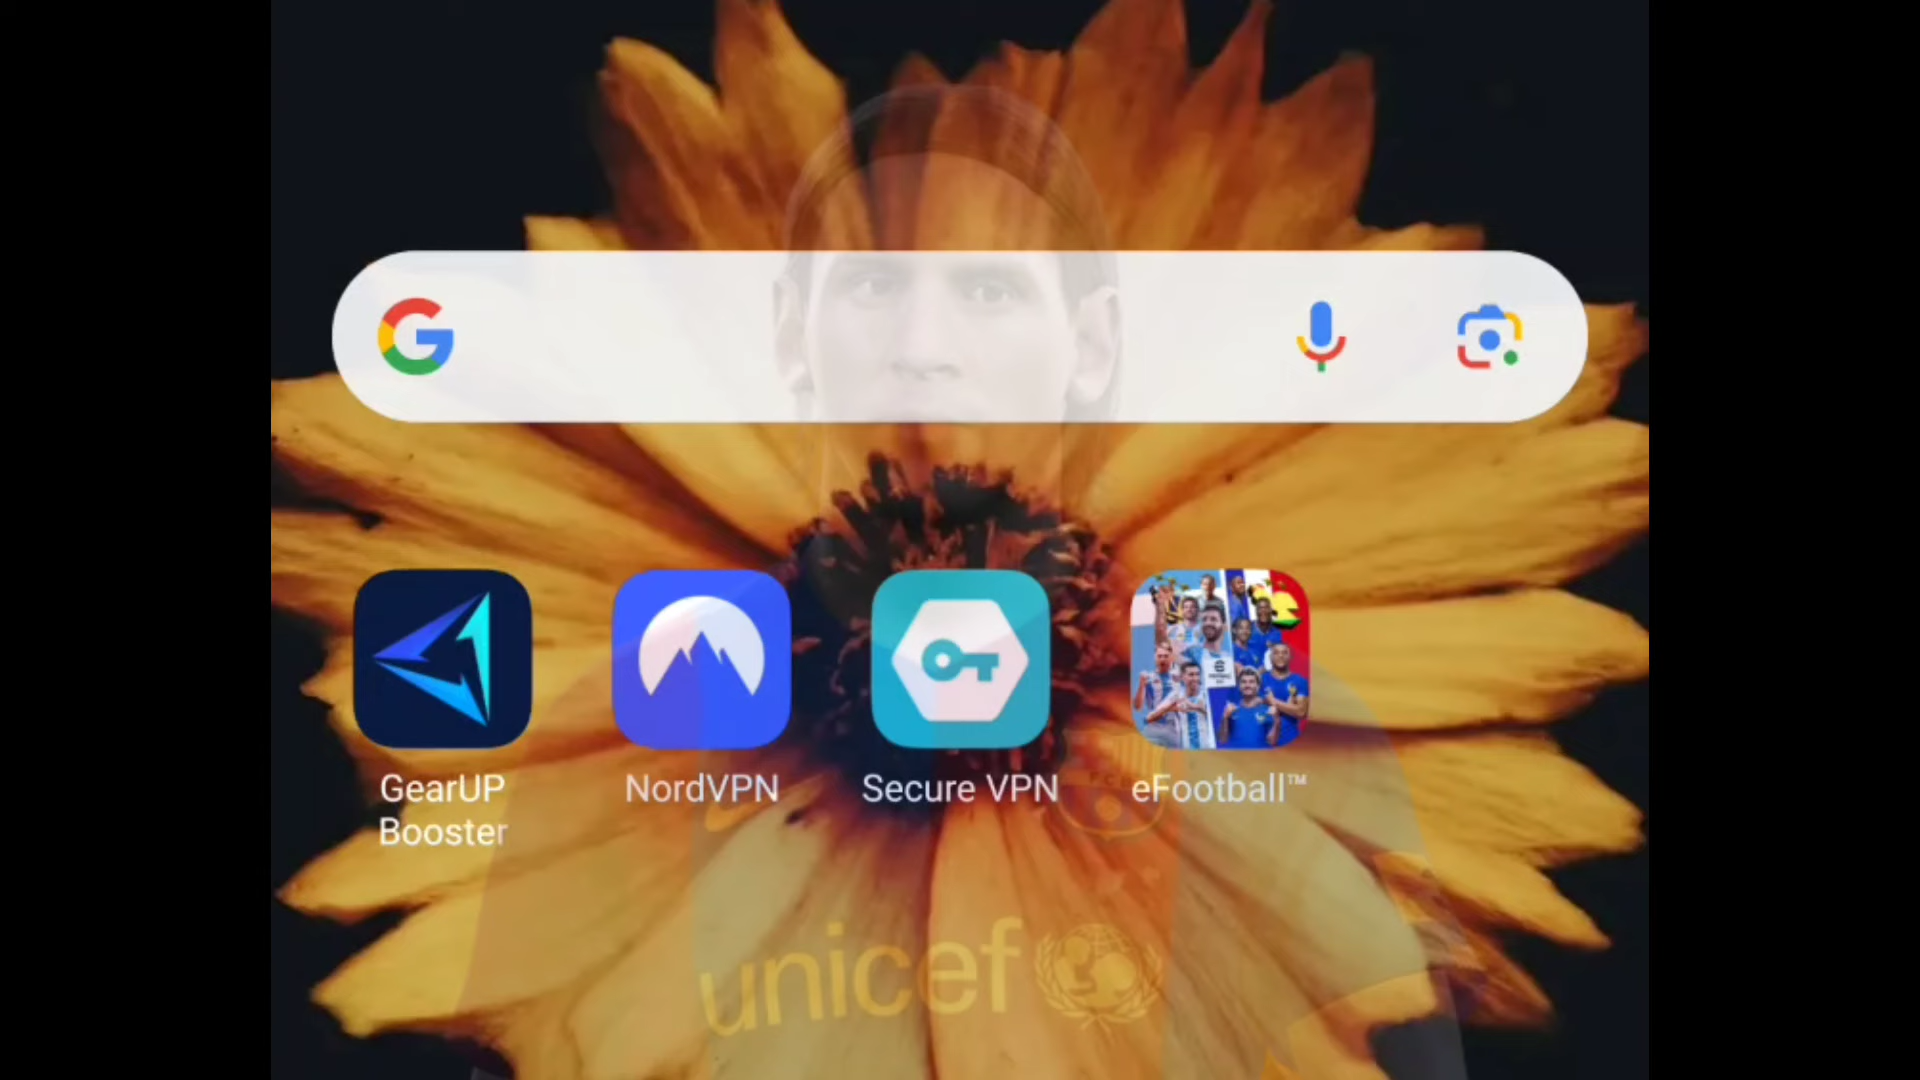 GearUP
Booster
NordVPN
Secure VPN
eFootball™
unicef